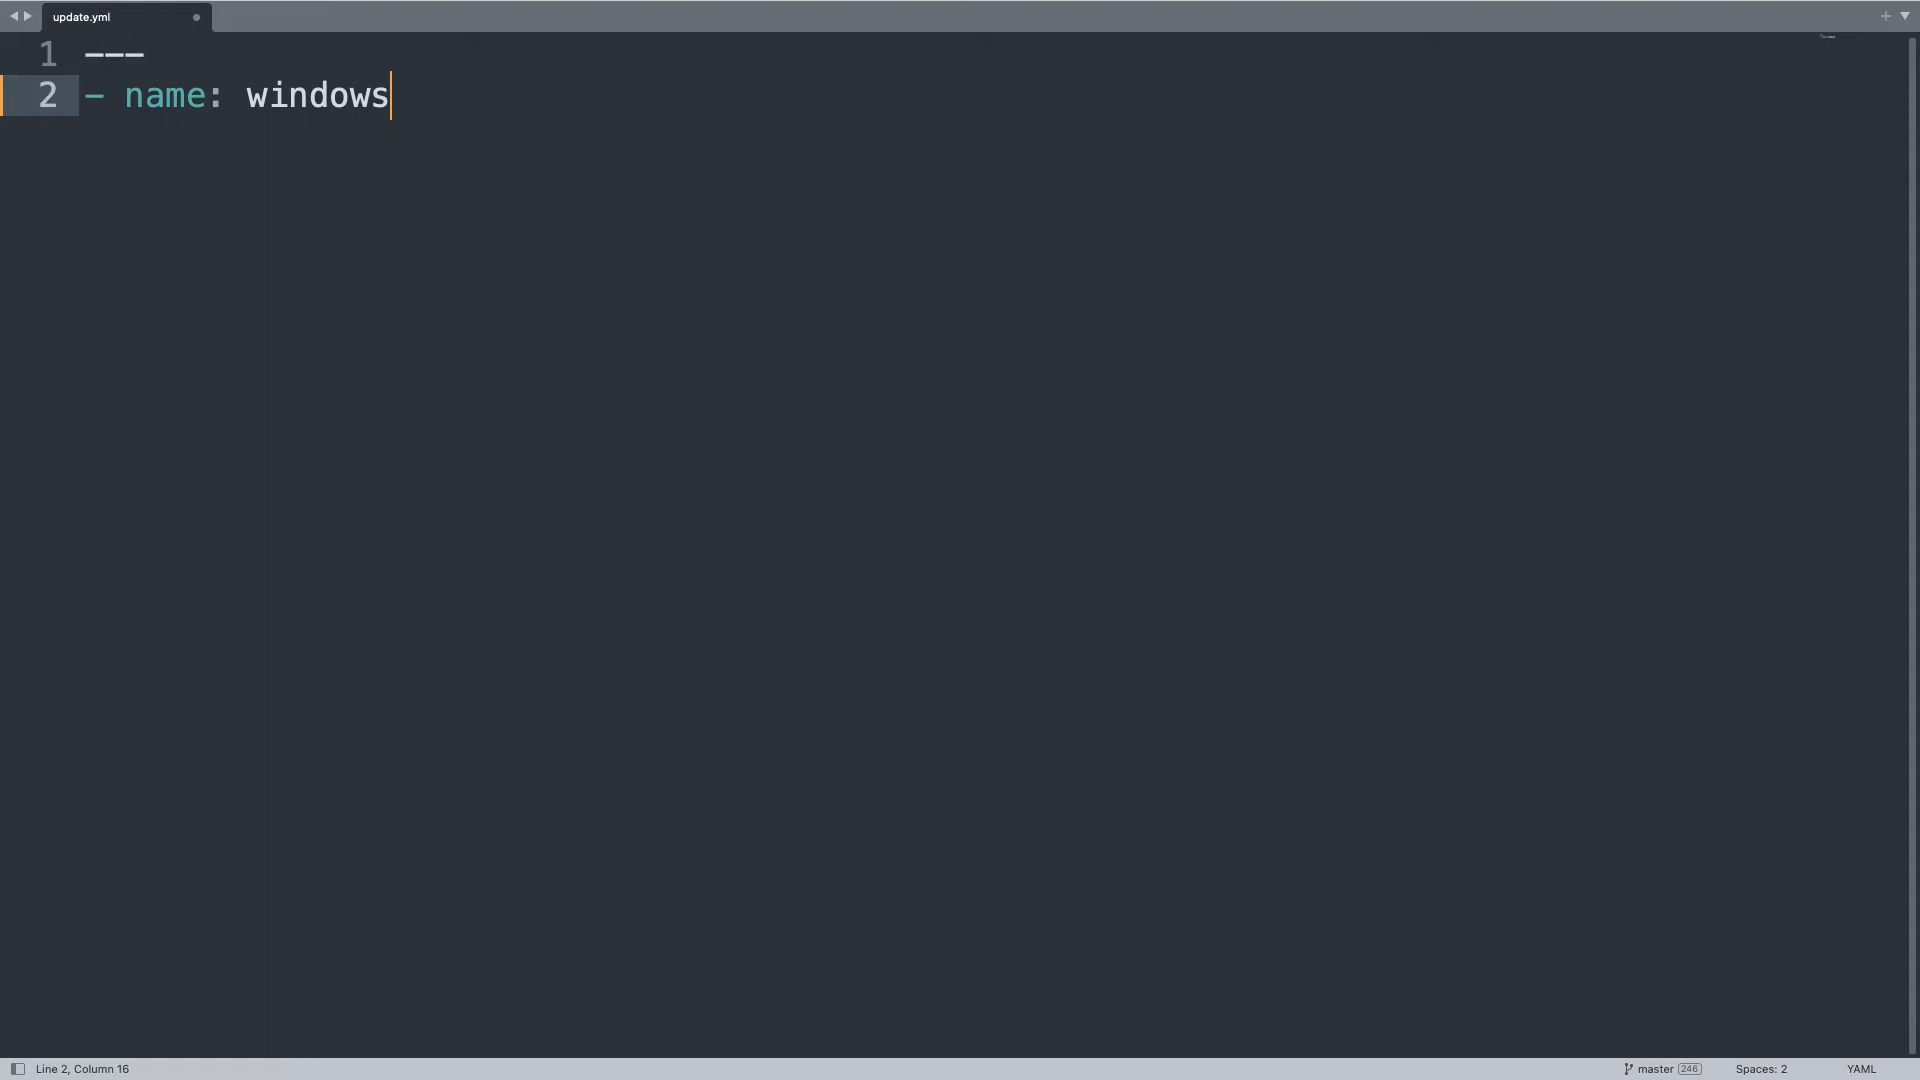 update.yml
1 ---
2 - name: windows
Line 2, Column 16 master 246 Spaces: 2 YAML